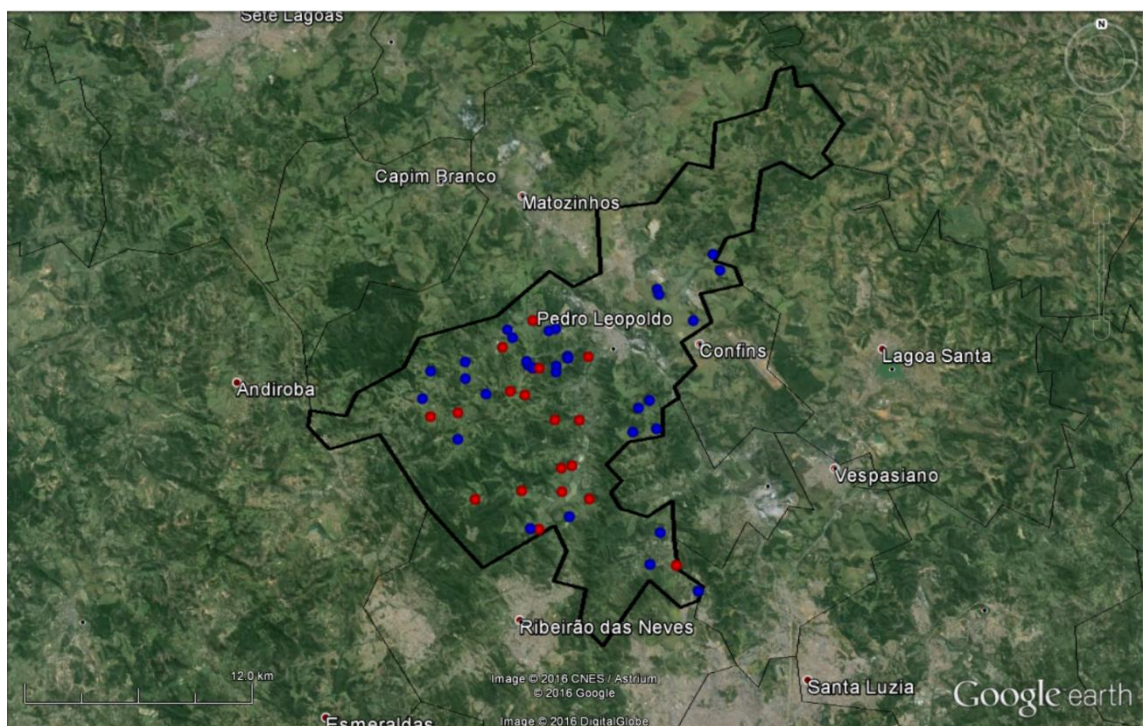 Sete Lagoas
N
Capim Branco
Matozinhos
Pedro Leopoldo
Confins
Lagoa Santa
Andiroba
Vespasiano
Ribeirão das Neves
12.0 km
Image © 2016 CNES / Astrium
© 2016 Google
Santa Luzia
Google earth
Esmeraldas
Image © 2016 DigitalGlobe